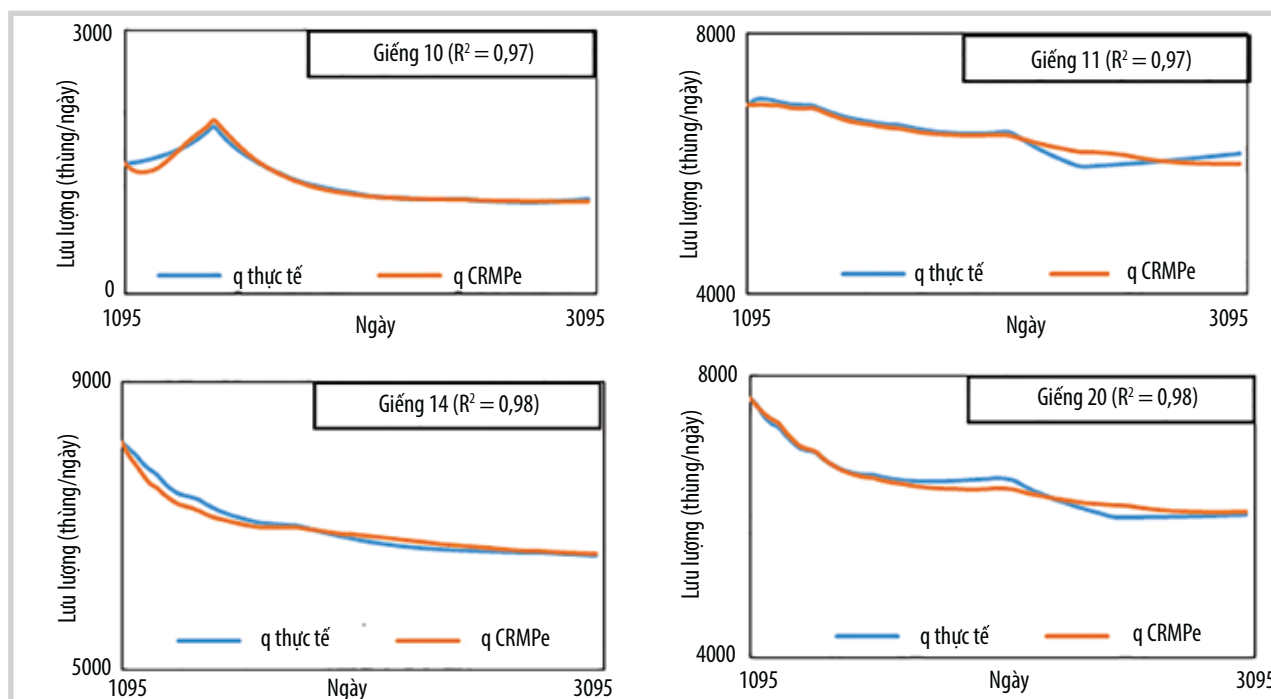 3000
Giếng 10 (R² = 0,97)
Lưu lượng (thùng/ngày)
q thực tế
q CRMPe
0
1095
Ngày
3095
8000
Giếng 11 (R² = 0,97)
Lưu lượng (thùng/ngày)
q thực tế
q CRMPe
4000
1095
Ngày
3095
9000
Giếng 14 (R² = 0,98)
Lưu lượng (thùng/ngày)
q thực tế
q CRMPe
5000
1095
Ngày
3095
8000
Giếng 20 (R² = 0,98)
Lưu lượng (thùng/ngày)
q thực tế
q CRMPe
4000
1095
Ngày
3095